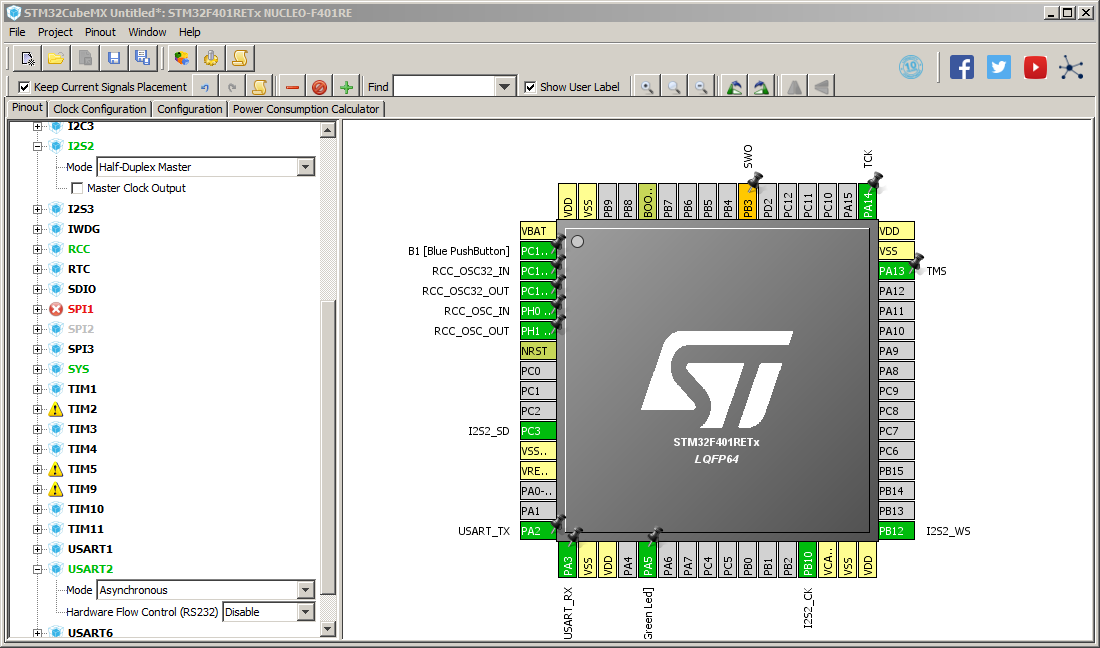 STM32CubeMX Untitled*: STM32F401RETx NUCLEO-F401RE
File Project Pinout Window Help
Keep Current Signals Placement Find Show User Label
Pinout Clock Configuration Configuration Power Consumption Calculator
I2C3
I2S2
Mode Half-Duplex Master
Master Clock Output
I2S3
IWDG
RCC
RTC
SDIO
SPI1
SPI2
SPI3
SYS
TIM1
TIM2
TIM3
TIM4
TIM5
TIM9
TIM10
TIM11
USART1
USART2
Mode Asynchronous
Hardware Flow Control (RS232) Disable
USART6
SWO TCK
VDD VSS PB9 PB8 BOO.. PB7 PB6 PB5 PB4 PB3 PD2 PC12 PC11 PC10 PA15 PA14
VBAT VDD
B1 [Blue PushButton] PC1.. VSS
RCC_OSC32_IN PC1.. PA13 TMS
RCC_OSC32_OUT PC1.. PA12
RCC_OSC_IN PH0 .. PA11
RCC_OSC_OUT PH1 .. PA10
NRST PA9
PC0 PA8
PC1 PC9
PC2 PC8
I2S2_SD PC3 PC7
VSS.. PC6
VRE.. PB15
PA0-.. PB14
PA1 PB13
USART_TX PA2 PB12 I2S2_WS
ST
STM32F401RETx
LQFP64
PA3 VSS VDD PA4 PA5 PA6 PA7 PC4 PC5 PB0 PB1 PB2 PB10 VCA.. VSS VDD
USART_RX Green Led] I2S2_CK